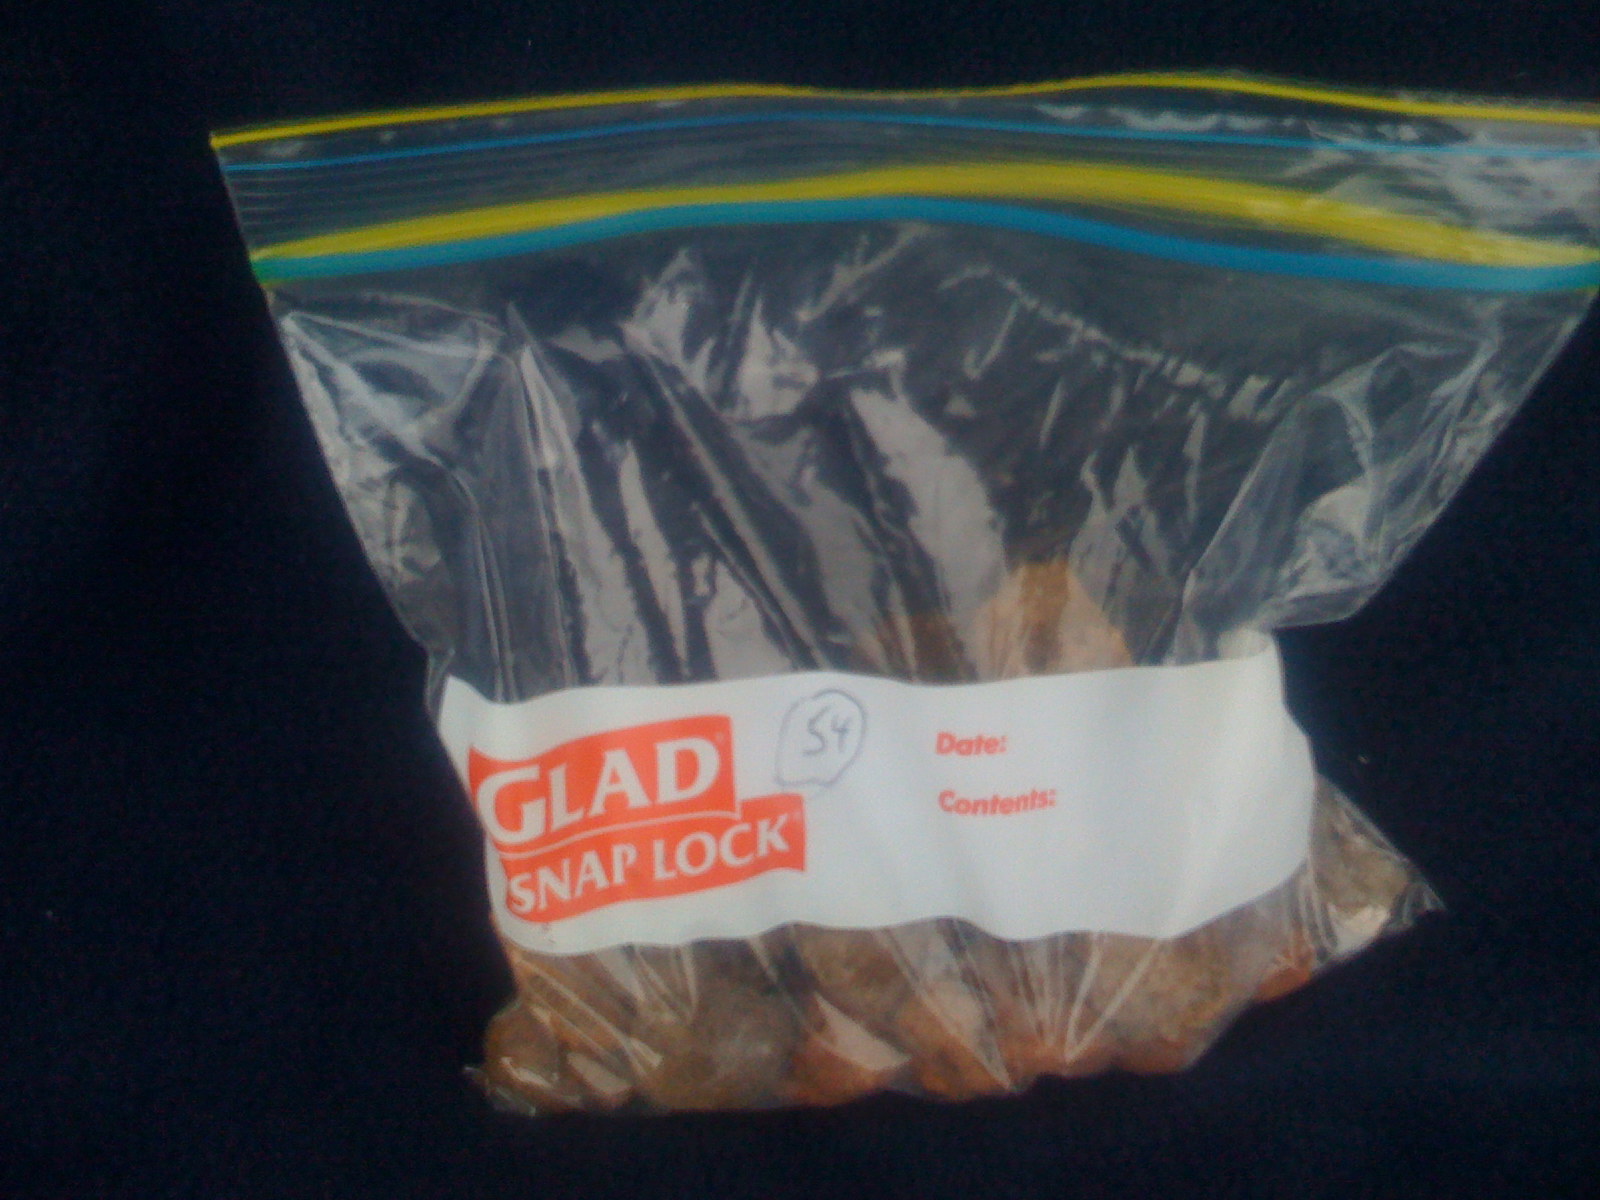 GLAD®
SNAP LOCK®
54
Date:
Contents: